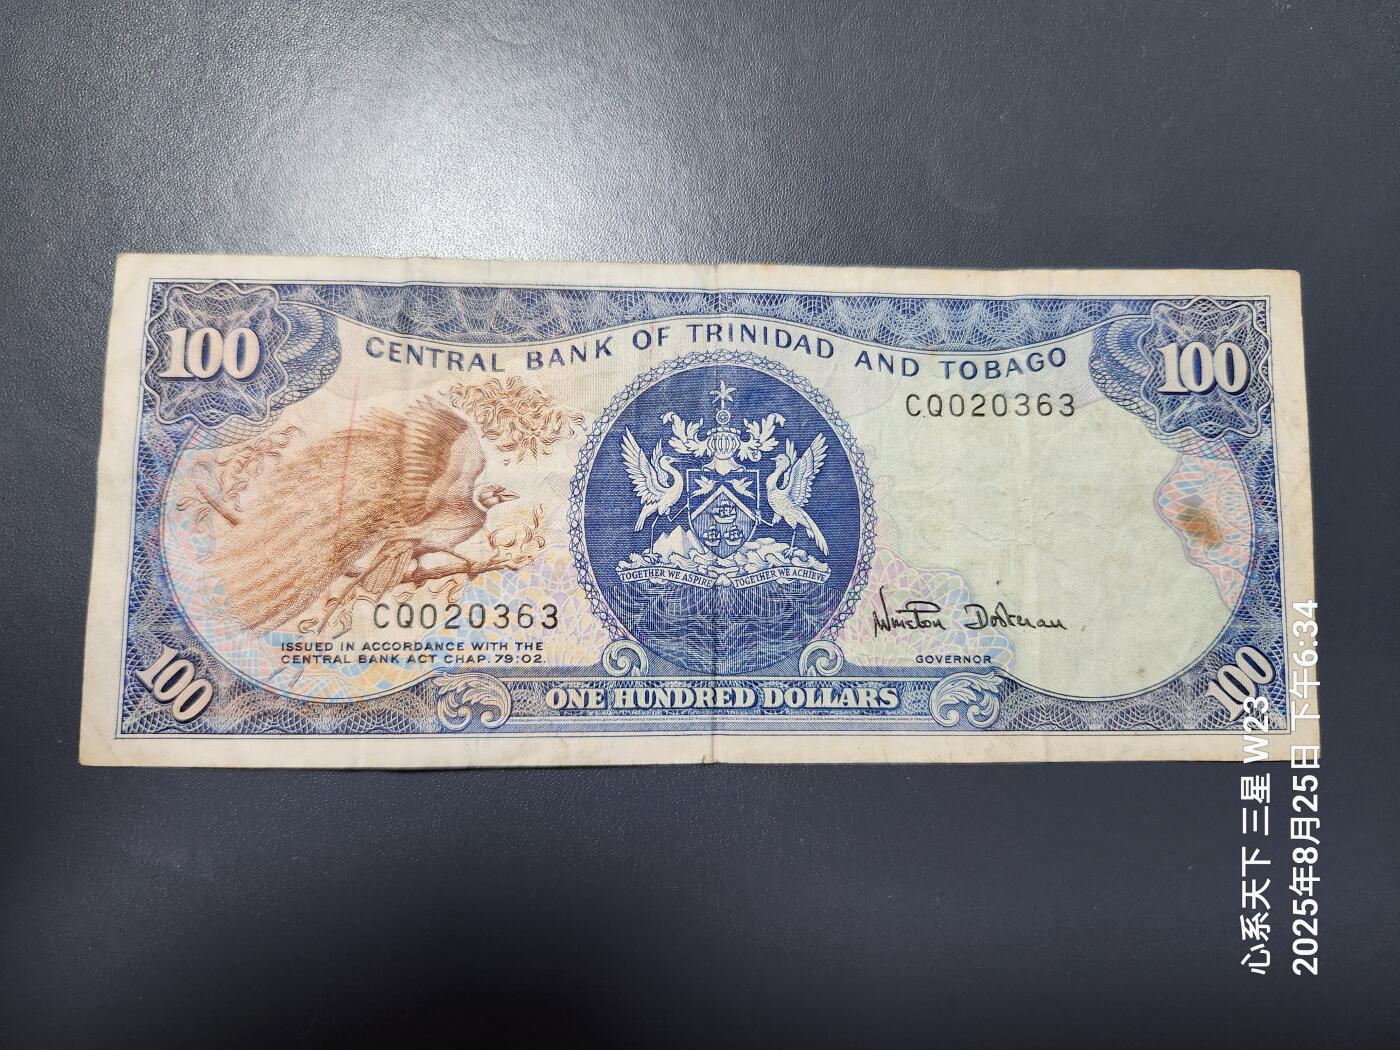 100
100
CENTRAL BANK OF TRINIDAD AND TOBAGO
CQ020363
TOGETHER WE ASPIRE TOGETHER WE ACHIEVE
CQ020363
Winston Dookeran
ISSUED IN ACCORDANCE WITH THE
CENTRAL BANK ACT CHAP. 79:02.
GOVERNOR
100
ONE HUNDRED DOLLARS
100
心系天下 三星 W23
2025年8月25日 下午6:34